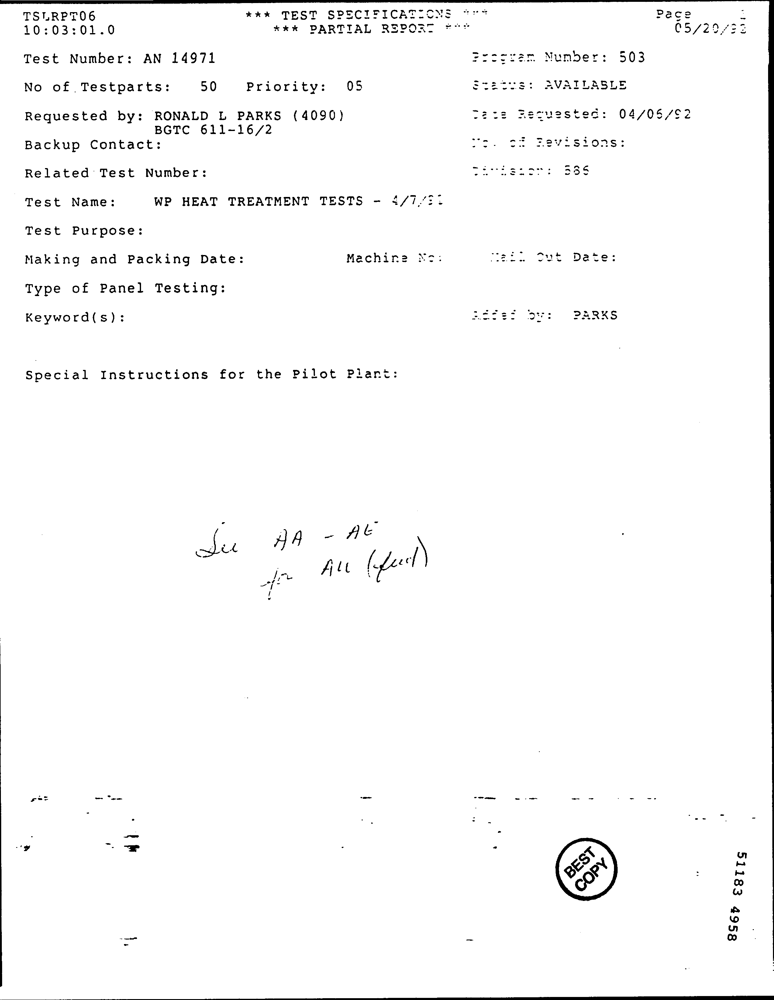 TSLRPT06 *** TEST SPECIFICATIONS *** Page 1
10:03:01.0 *** PARTIAL REPORT *** 05/20/92
Test Number: AN 14971 Program Number: 503
No of Testparts: 50 Priority: 05 Status: AVAILABLE
Requested by: RONALD L PARKS (4090) Date Requested: 04/06/92
BGTC 611-16/2
Backup Contact: No. of Revisions:
Related Test Number: Division: 586
Test Name: WP HEAT TREATMENT TESTS - 4/7/92
Test Purpose:
Making and Packing Date: Machine No: Mail Out Date:
Type of Panel Testing:
Keyword(s): Added by: PARKS
Special Instructions for the Pilot Plant:
See AA - AE
for All
BEST
COPY
51183 4958